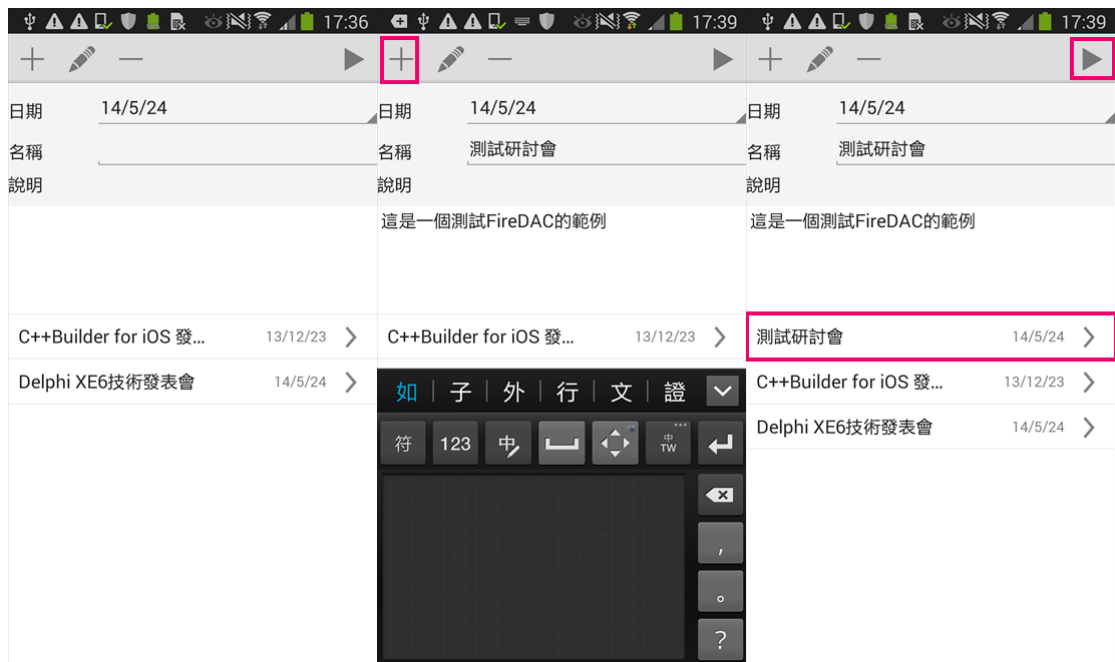 17:36
日期 14/5/24
名稱
說明
C++Builder for iOS 發... 13/12/23
Delphi XE6技術發表會 14/5/24
17:39
日期 14/5/24
名稱 測試研討會
說明
這是一個測試FireDAC的範例
C++Builder for iOS 發... 13/12/23
如 子 外 行 文 證
符 123 中 中 TW
,
。
?
17:39
日期 14/5/24
名稱 測試研討會
說明
這是一個測試FireDAC的範例
測試研討會 14/5/24
C++Builder for iOS 發... 13/12/23
Delphi XE6技術發表會 14/5/24